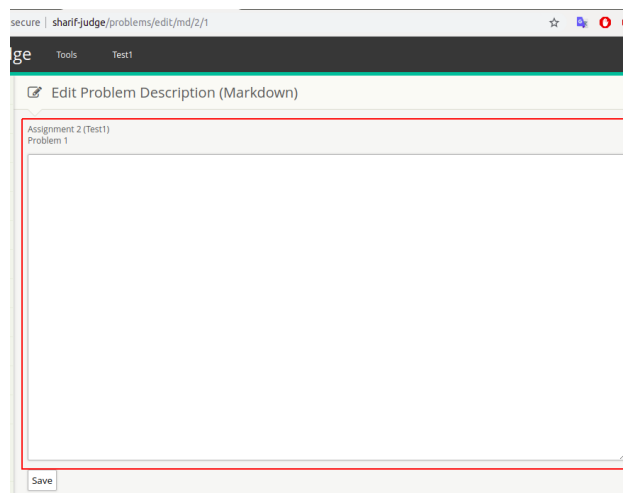 secure | sharif-judge/problems/edit/md/2/1
ge Tools Test1
Edit Problem Description (Markdown)
Assignment 2 (Test1)
Problem 1
Save